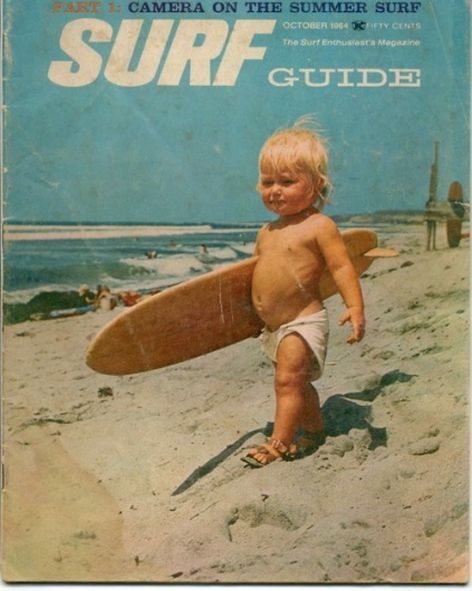 PART 1: CAMERA ON THE SUMMER SURF
SURF
OCTOBER 1964 FIFTY CENTS
The Surf Enthusiast's Magazine
GUIDE